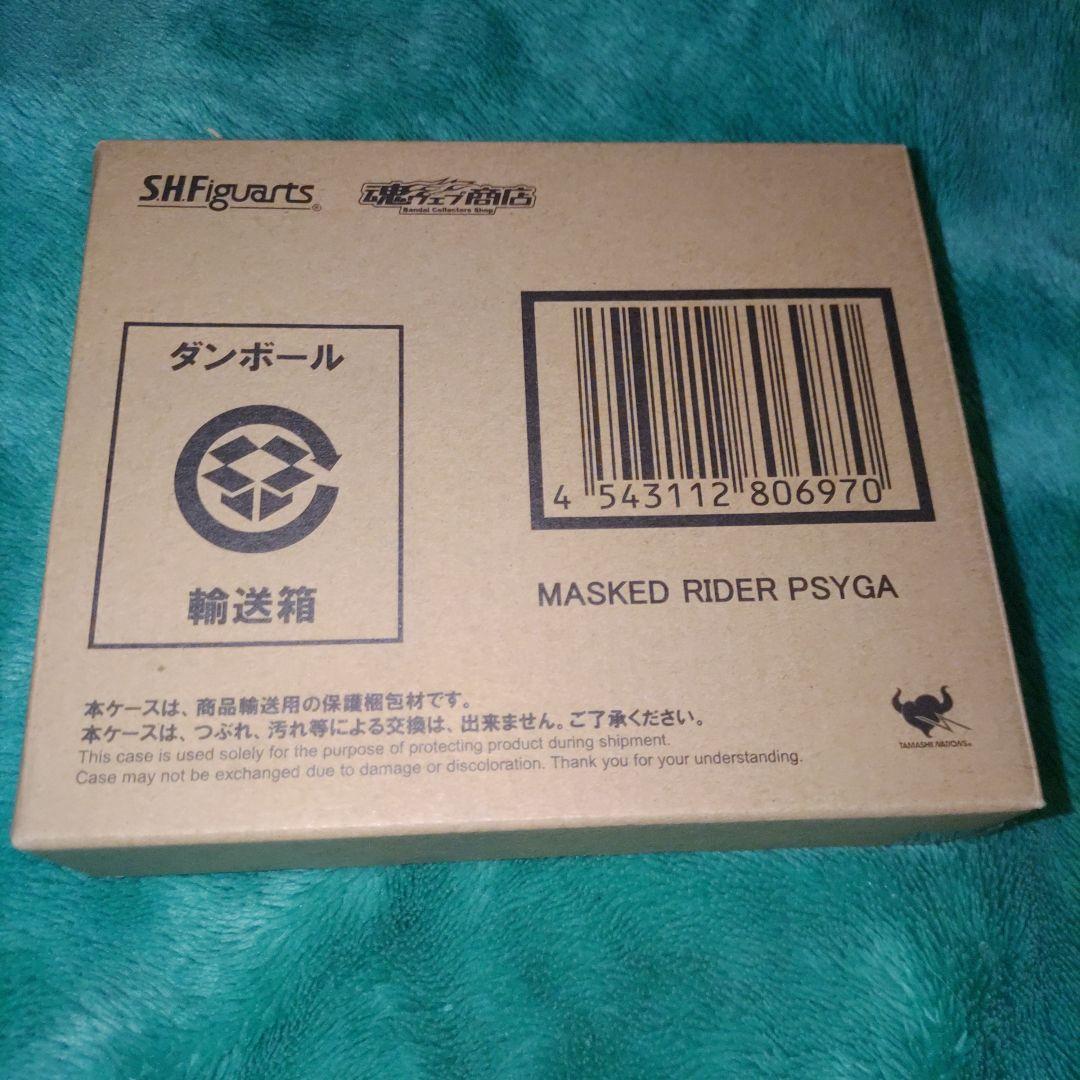 S.H.Figuarts®
魂ウェブ商店
Bandai Collectors Shop
ダンボール
輸送箱
4 543112 806970
MASKED RIDER PSYGA
本ケースは、商品輸送用の保護梱包材です。
本ケースは、つぶれ、汚れ等による交換は、出来ません。ご了承ください。
This case is used solely for the purpose of protecting product during shipment.
Case may not be exchanged due to damage or discoloration. Thank you for your understanding.
TAMASHII NATIONS